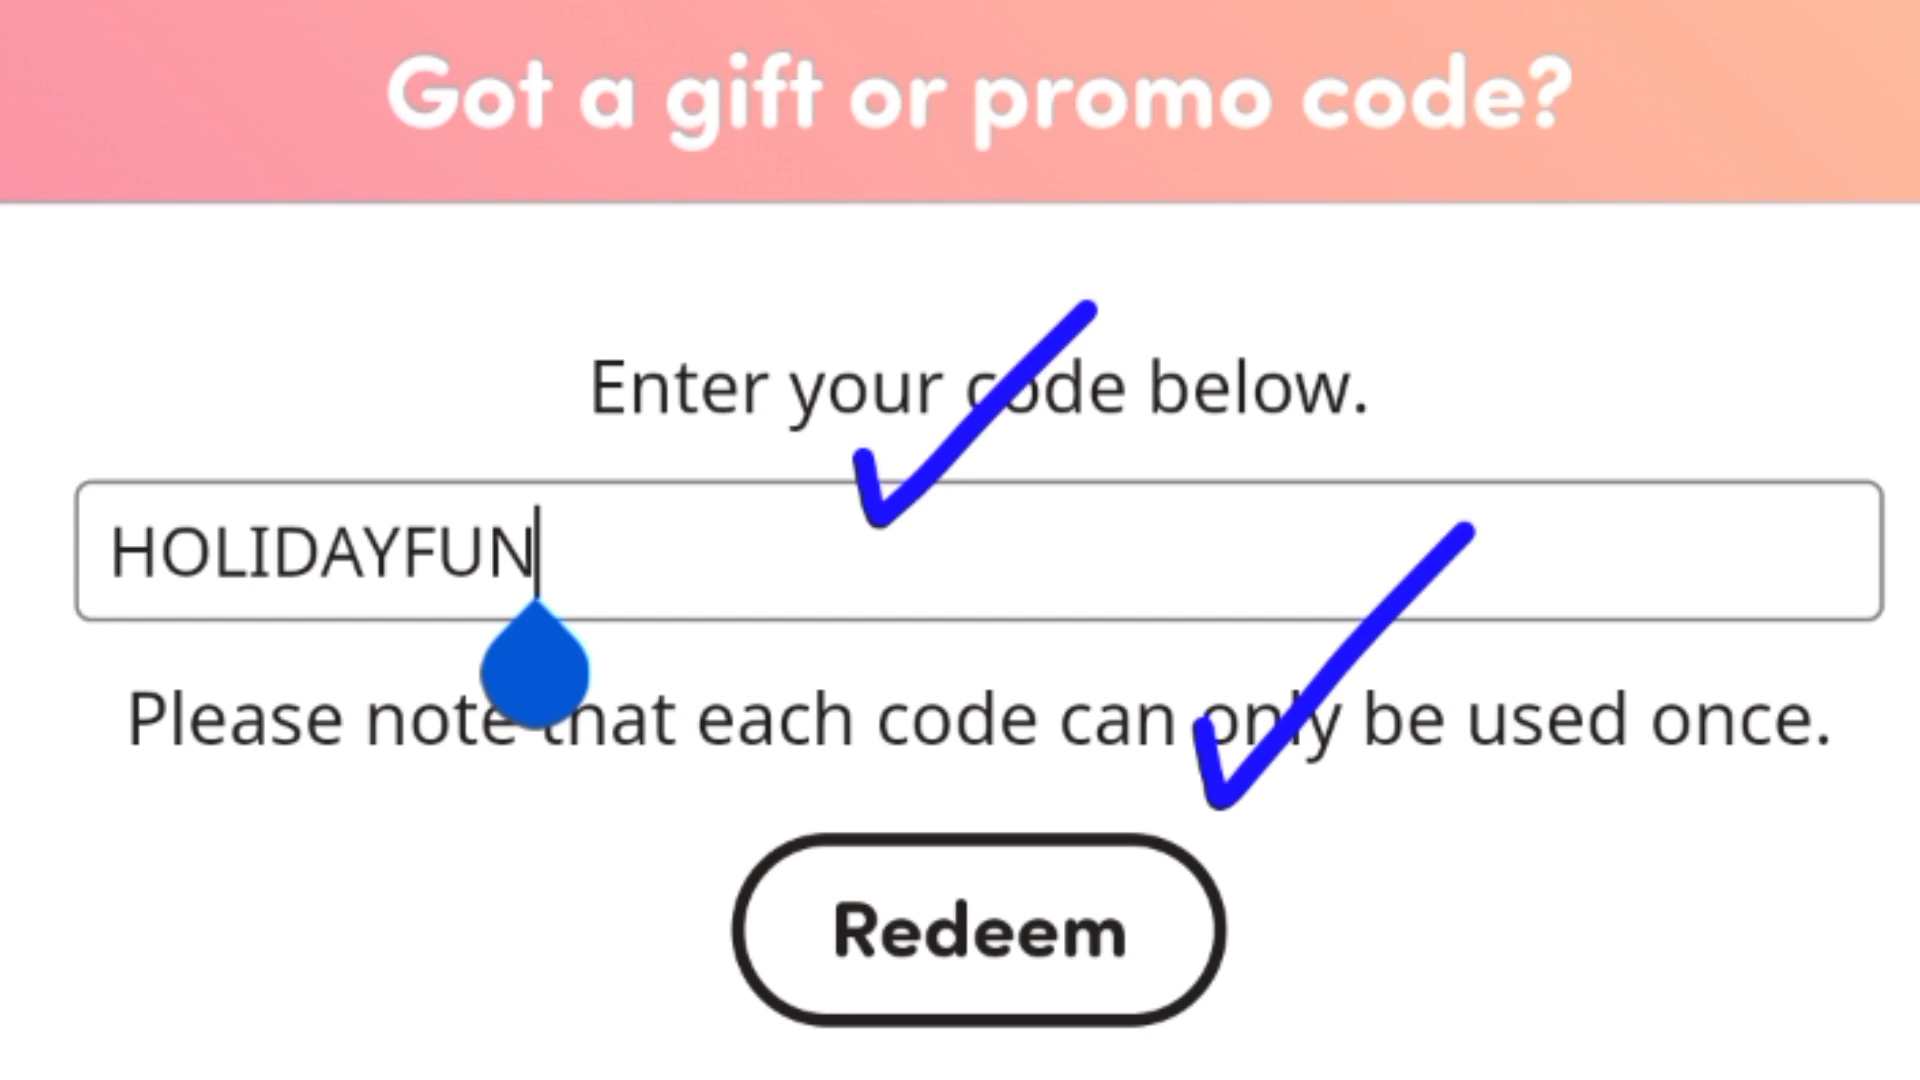 Got a gift or promo code?
Enter your code below.
HOLIDAYFUN
Please note that each code can only be used once.
Redeem